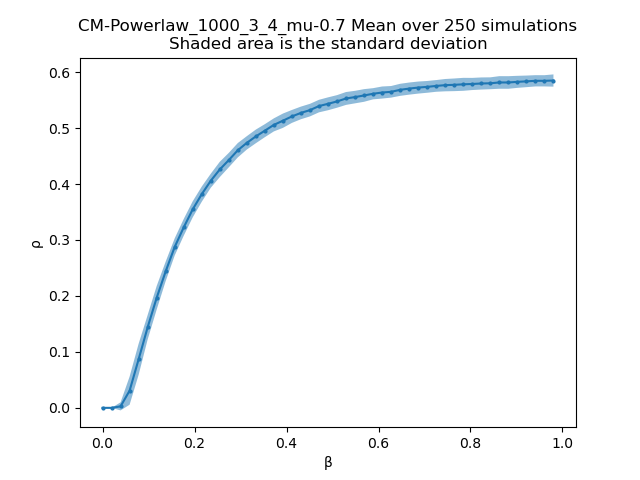 CM-Powerlaw_1000_3_4_mu-0.7 Mean over 250 simulations
Shaded area is the standard deviation
0.6
0.5
0.4
0.3
0.2
0.1
0.0
ρ
0.0 0.2 0.4 0.6 0.8 1.0
β